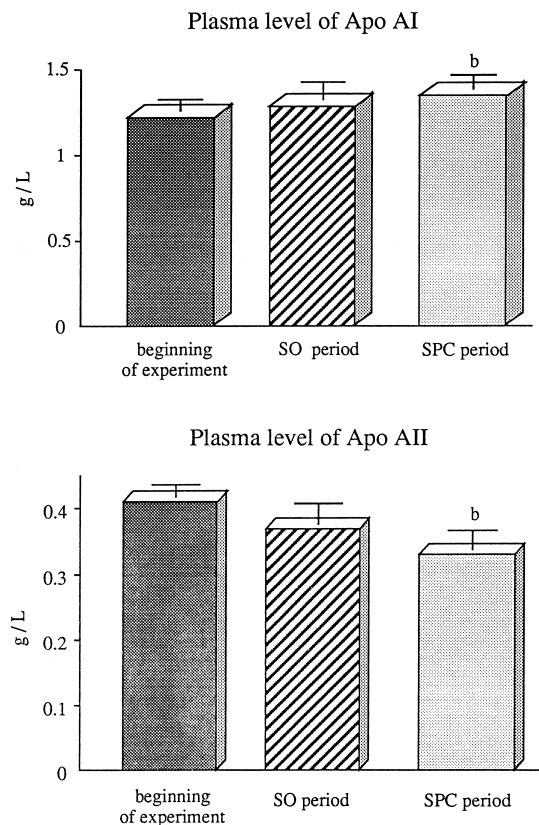 Plasma level of Apo AI
b
1.5
1
0.5
0
g / L
beginning
of experiment
SO period
SPC period
Plasma level of Apo AII
b
0.4
0.3
0.2
0.1
0
g / L
beginning
of experiment
SO period
SPC period